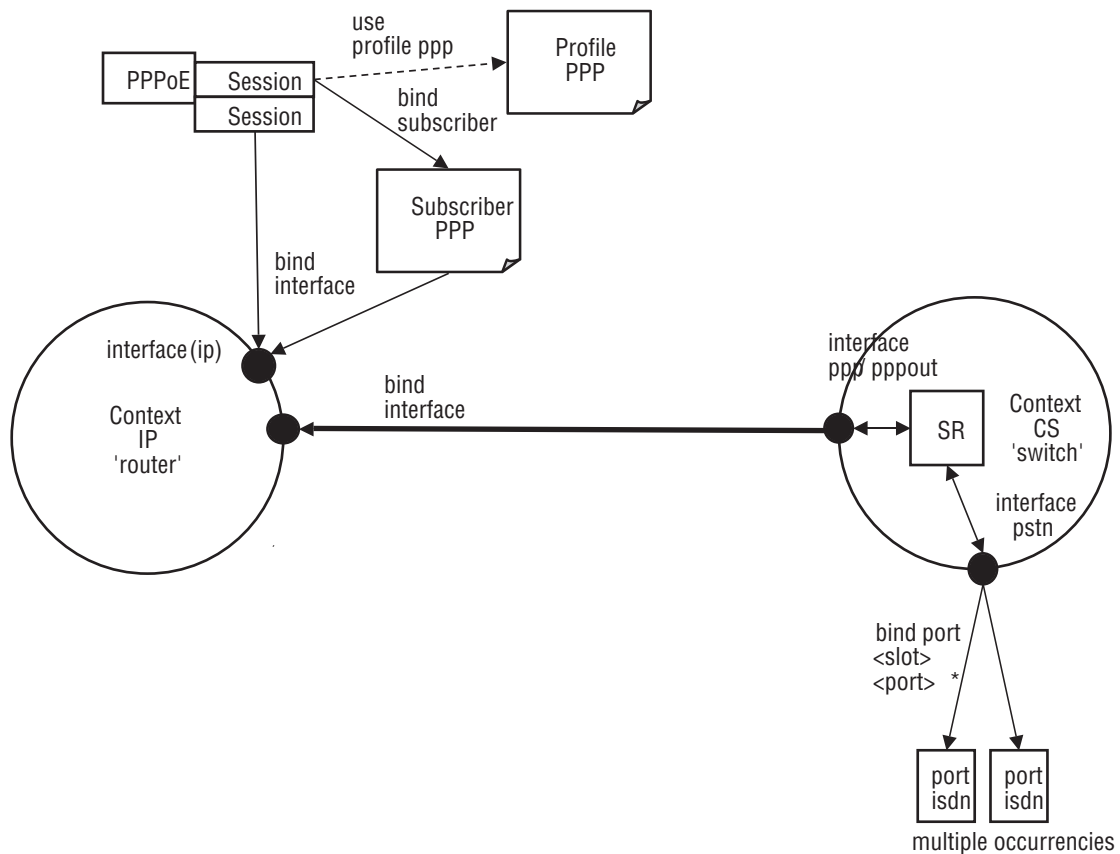 use
profile ppp
Profile
PPP
PPPoE
Session
Session
bind
subscriber
Subscriber
PPP
bind
interface
interface (ip)
Context
IP
'router'
bind
interface
interface
ppp/ pppout
SR
Context
CS
'switch'
interface
pstn
bind port
<slot>
<port> *
port
isdn
port
isdn
multiple occurrencies